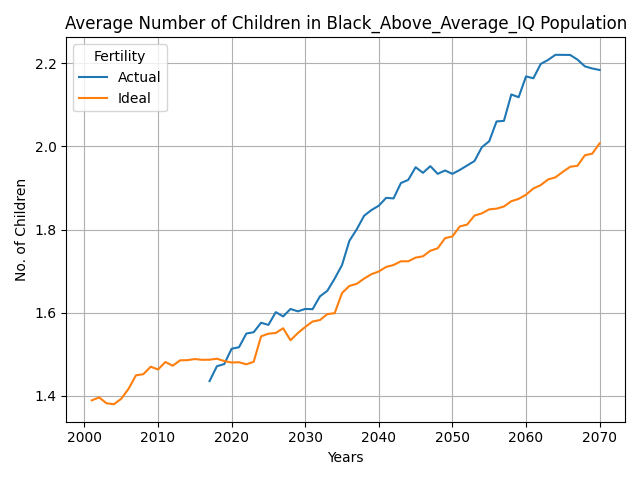 Average Number of Children in Black_Above_Average_IQ Population
Fertility
Actual
Ideal
No. of Children
2.2
2.0
1.8
1.6
1.4
2000 2010 2020 2030 2040 2050 2060 2070
Years